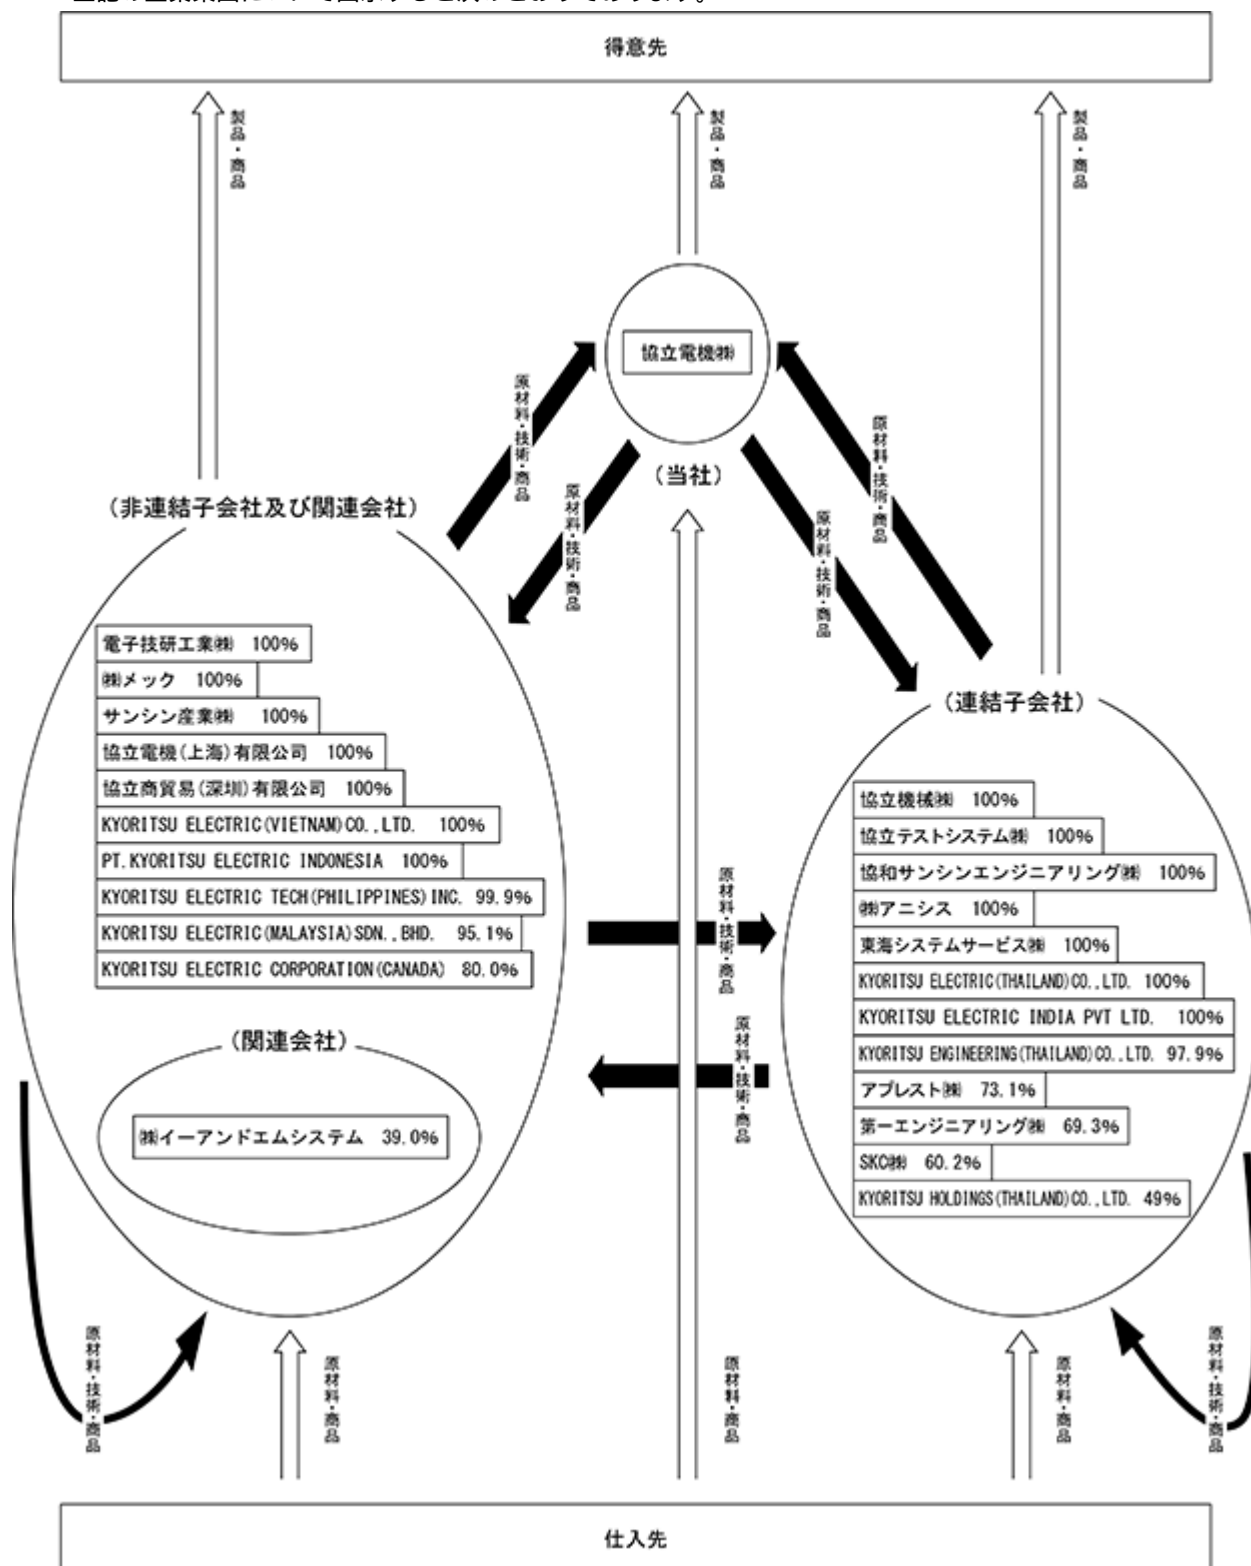 得意先
製品・商品
製品・商品
製品・商品
協立電機㈱
(当社)
原材料・技術・商品
原材料・技術・商品
原材料・技術・商品
原材料・技術・商品
(非連結子会社及び関連会社)
電子技研工業㈱ 100%
㈱メック 100%
サンシン産業㈱ 100%
協立電機(上海)有限公司 100%
協立商貿易(深圳)有限公司 100%
KYORITSU ELECTRIC(VIETNAM)CO.,LTD. 100%
PT.KYORITSU ELECTRIC INDONESIA 100%
KYORITSU ELECTRIC TECH(PHILIPPINES)INC. 99.9%
KYORITSU ELECTRIC(MALAYSIA)SDN.,BHD. 95.1%
KYORITSU ELECTRIC CORPORATION(CANADA) 80.0%
(関連会社)
㈱イーアンドエムシステム 39.0%
(連結子会社)
協立機械㈱ 100%
協立テストシステム㈱ 100%
協和サンシンエンジニアリング㈱ 100%
㈱アニシス 100%
東海システムサービス㈱ 100%
KYORITSU ELECTRIC(THAILAND)CO.,LTD. 100%
KYORITSU ELECTRIC INDIA PVT LTD. 100%
KYORITSU ENGINEERING(THAILAND)CO.,LTD. 97.9%
アプレスト㈱ 73.1%
第一エンジニアリング㈱ 69.3%
SKC㈱ 60.2%
KYORITSU HOLDINGS(THAILAND)CO.,LTD. 49%
原材料・技術・商品
原材料・技術・商品
原材料・技術・商品
原材料・商品
原材料・商品
原材料・商品
原材料・技術・商品
仕入先